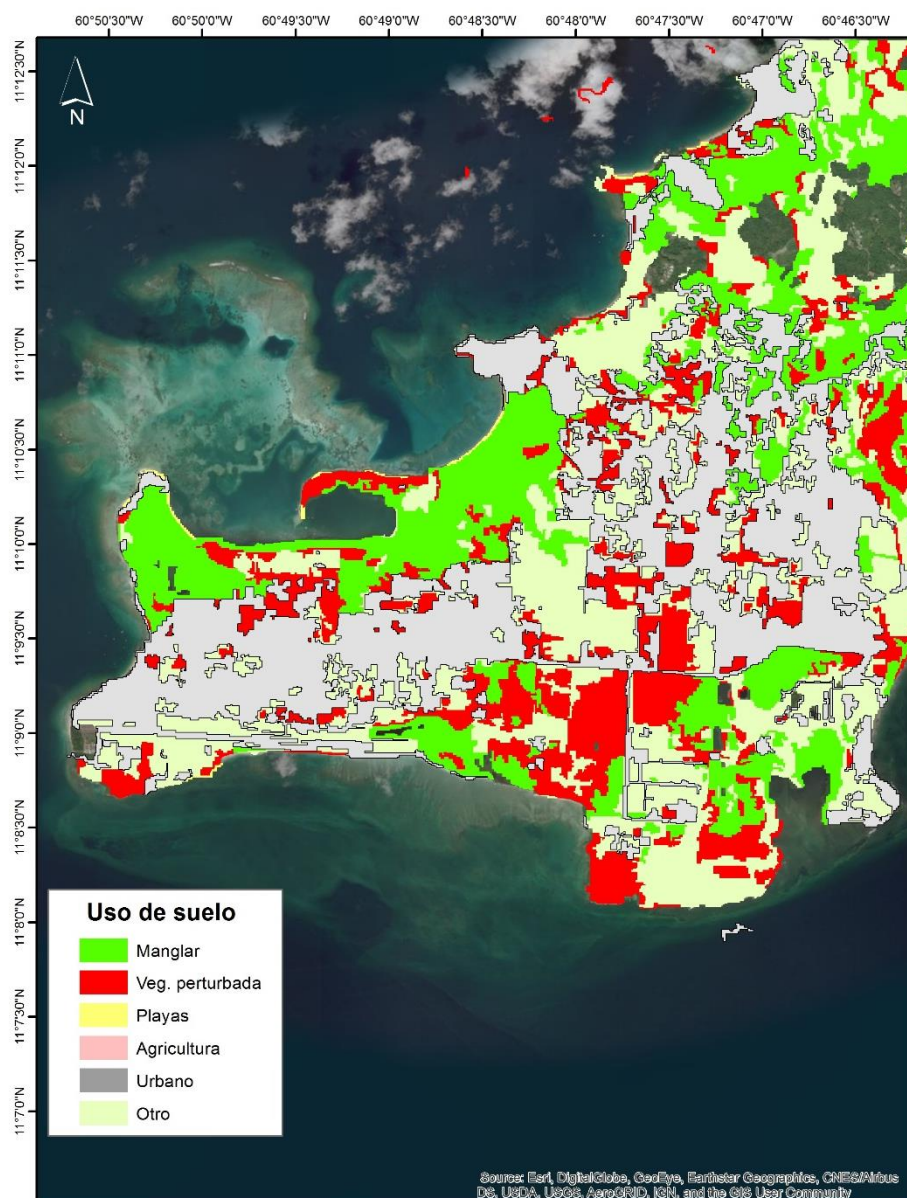 60°50'30"W 60°50'0"W 60°49'30"W 60°49'0"W 60°48'30"W 60°48'0"W 60°47'30"W 60°47'0"W 60°46'30"W
11°12'30"N
N
11°12'0"N
11°11'30"N
11°11'0"N
11°10'30"N
11°10'0"N
11°9'30"N
11°9'0"N
11°8'30"N
11°8'0"N
11°7'30"N
11°7'0"N
Uso de suelo
Manglar
Veg. perturbada
Playas
Agricultura
Urbano
Otro
Source: Esri, DigitalGlobe, GeoEye, Earthstar Geographics, CNES/Airbus
DS, USDA, USGS, AeroGRID, IGN, and the GIS User Community